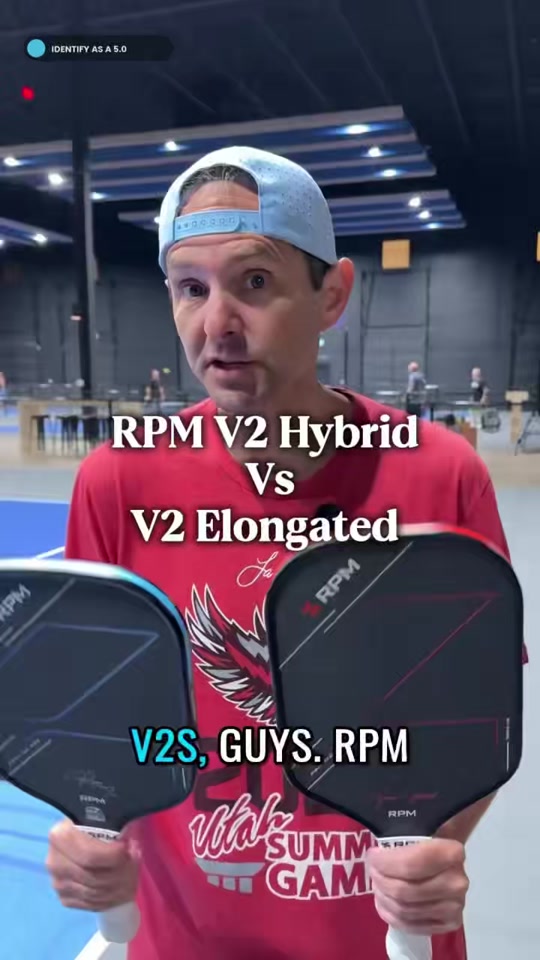 IDENTIFY AS A 5.0
RPM V2 Hybrid
Vs
V2 Elongated
RPM
RPM
V2S, GUYS. RPM
RPM
RPM
Utah
SUMM
GAM